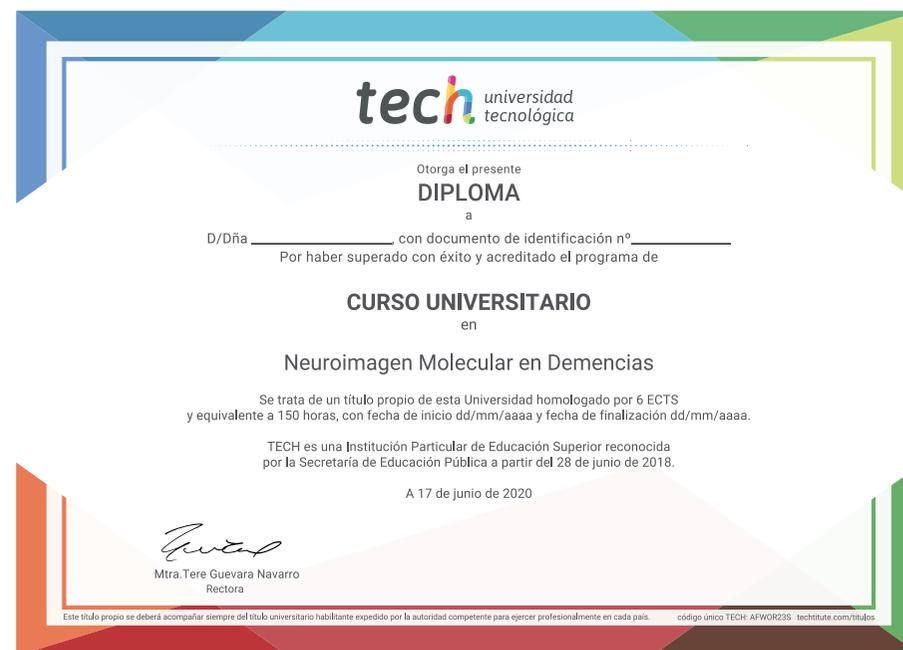 tech universidad
tecnológica
Otorga el presente
DIPLOMA
a
D/Dña ____________________, con documento de identificación nº______________
Por haber superado con éxito y acreditado el programa de
CURSO UNIVERSITARIO
en
Neuroimagen Molecular en Demencias
Se trata de un título propio de esta Universidad homologado por 6 ECTS
y equivalente a 150 horas, con fecha de inicio dd/mm/aaaa y fecha de finalización dd/mm/aaaa.
TECH es una Institución Particular de Educación Superior reconocida
por la Secretaría de Educación Pública a partir del 28 de junio de 2018.
A 17 de junio de 2020
Mtra.Tere Guevara Navarro
Rectora
Este título propio se deberá acompañar siempre del título universitario habilitante expedido por la autoridad competente para ejercer profesionalmente en cada país. código único TECH: AFWOR23S techtitute.com/titulos